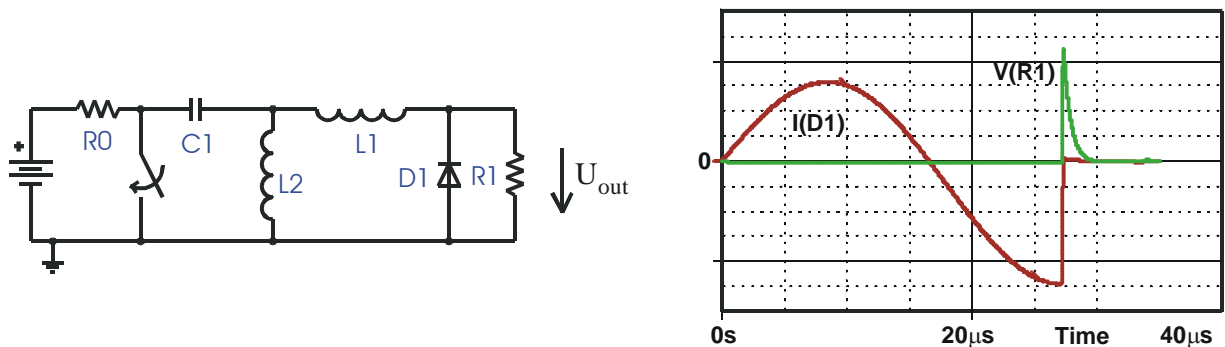 +
R0
C1
L2
L1
D1
R1
U_out
V(R1)
I(D1)
0
0s
20μs
Time
40μs